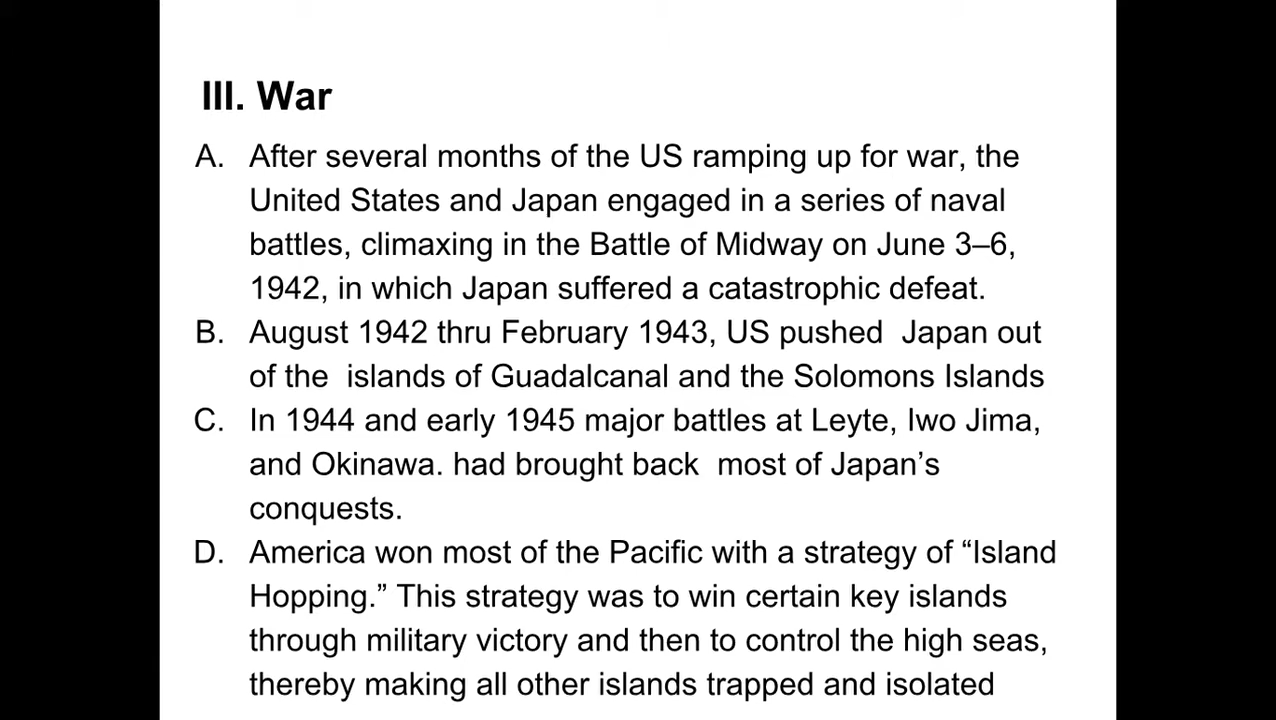 III. War
A. After several months of the US ramping up for war, the
United States and Japan engaged in a series of naval
battles, climaxing in the Battle of Midway on June 3–6,
1942, in which Japan suffered a catastrophic defeat.
B. August 1942 thru February 1943, US pushed  Japan out
of the  islands of Guadalcanal and the Solomons Islands
C. In 1944 and early 1945 major battles at Leyte, Iwo Jima,
and Okinawa. had brought back  most of Japan’s
conquests.
D. America won most of the Pacific with a strategy of “Island
Hopping.” This strategy was to win certain key islands
through military victory and then to control the high seas,
thereby making all other islands trapped and isolated